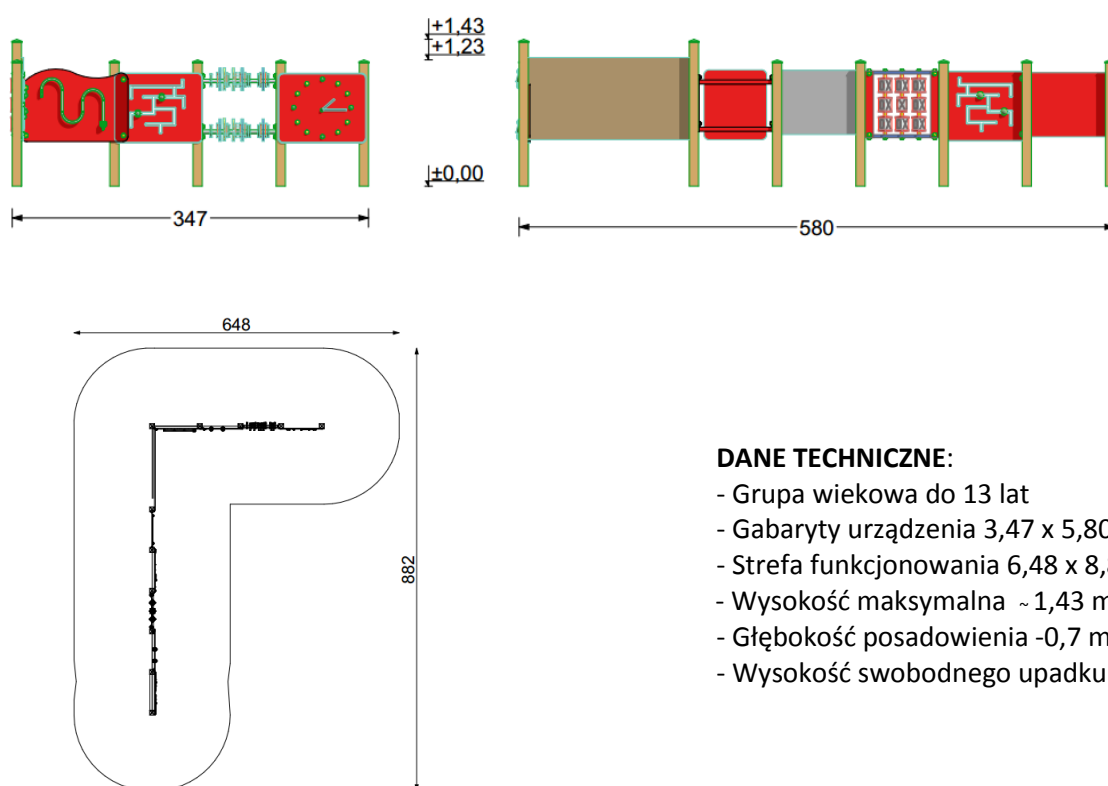 +1,43
+1,23
±0,00
347
580
648
882
DANE TECHNICZNE:
- Grupa wiekowa do 13 lat
- Gabaryty urządzenia 3,47 x 5,80
- Strefa funkcjonowania 6,48 x 8,
- Wysokość maksymalna ~ 1,43 m
- Głębokość posadowienia -0,7 m
- Wysokość swobodnego upadku